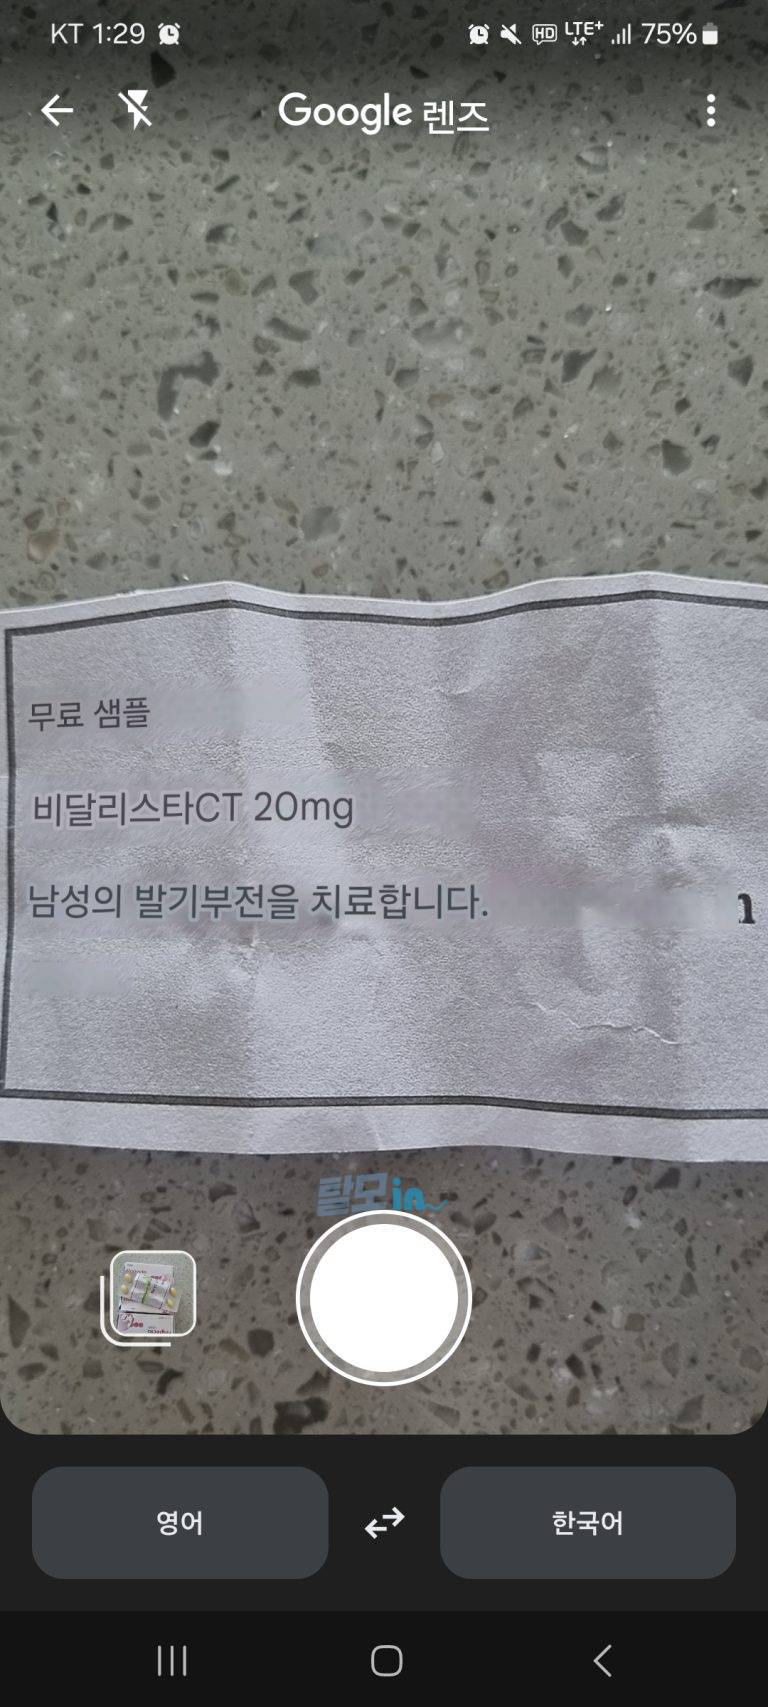 KT 1:29
HD LTE+ 75%
Google 렌즈
무료 샘플
비달리스타CT 20mg
남성의 발기부전을 치료합니다.
n
탈모in
영어
한국어